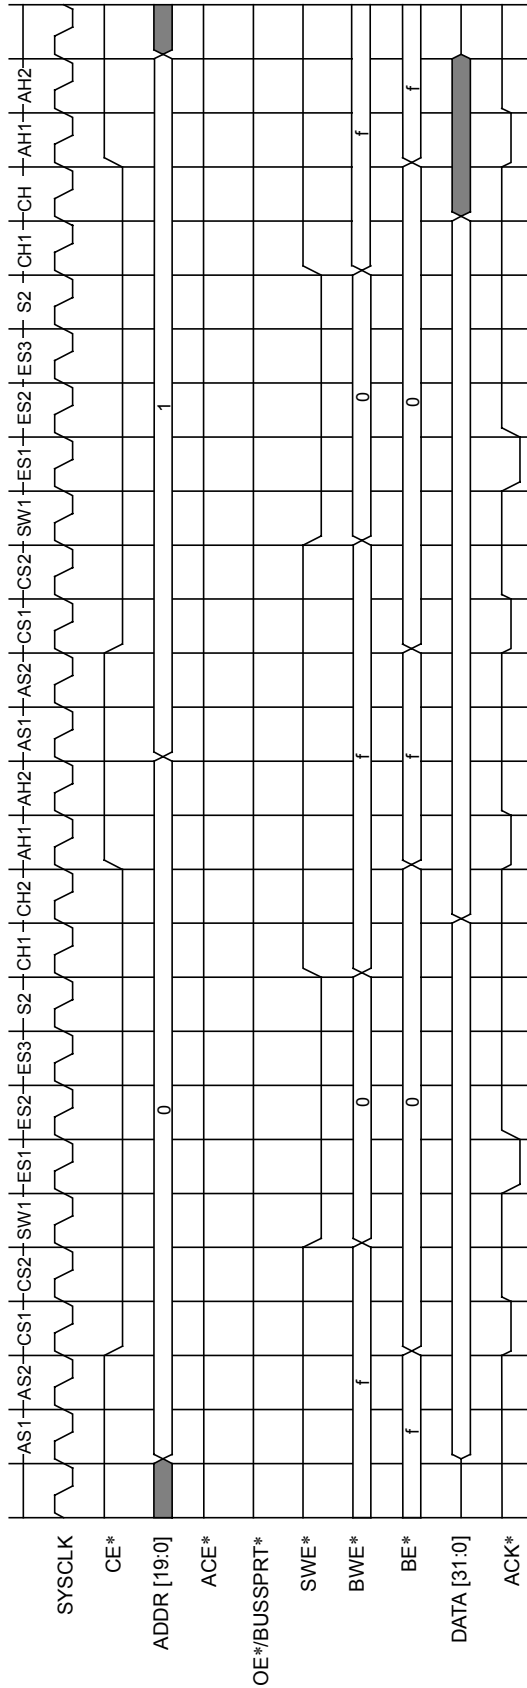 AS1 AS2 CS1 CS2 SW1 ES1 ES2 ES3 S2 CH1 CH2 AH1 AH2 AS1 AS2 CS1 CS2 SW1 ES1 ES2 ES3 S2 CH1 CH AH1 AH2
SYSCLK
CE*
ADDR [19:0] 0 1
ACE*
OE*/BUSSPRT*
SWE*
BWE* f 0 f 0 f
BE* f 0 f 0 f
DATA [31:0]
ACK*